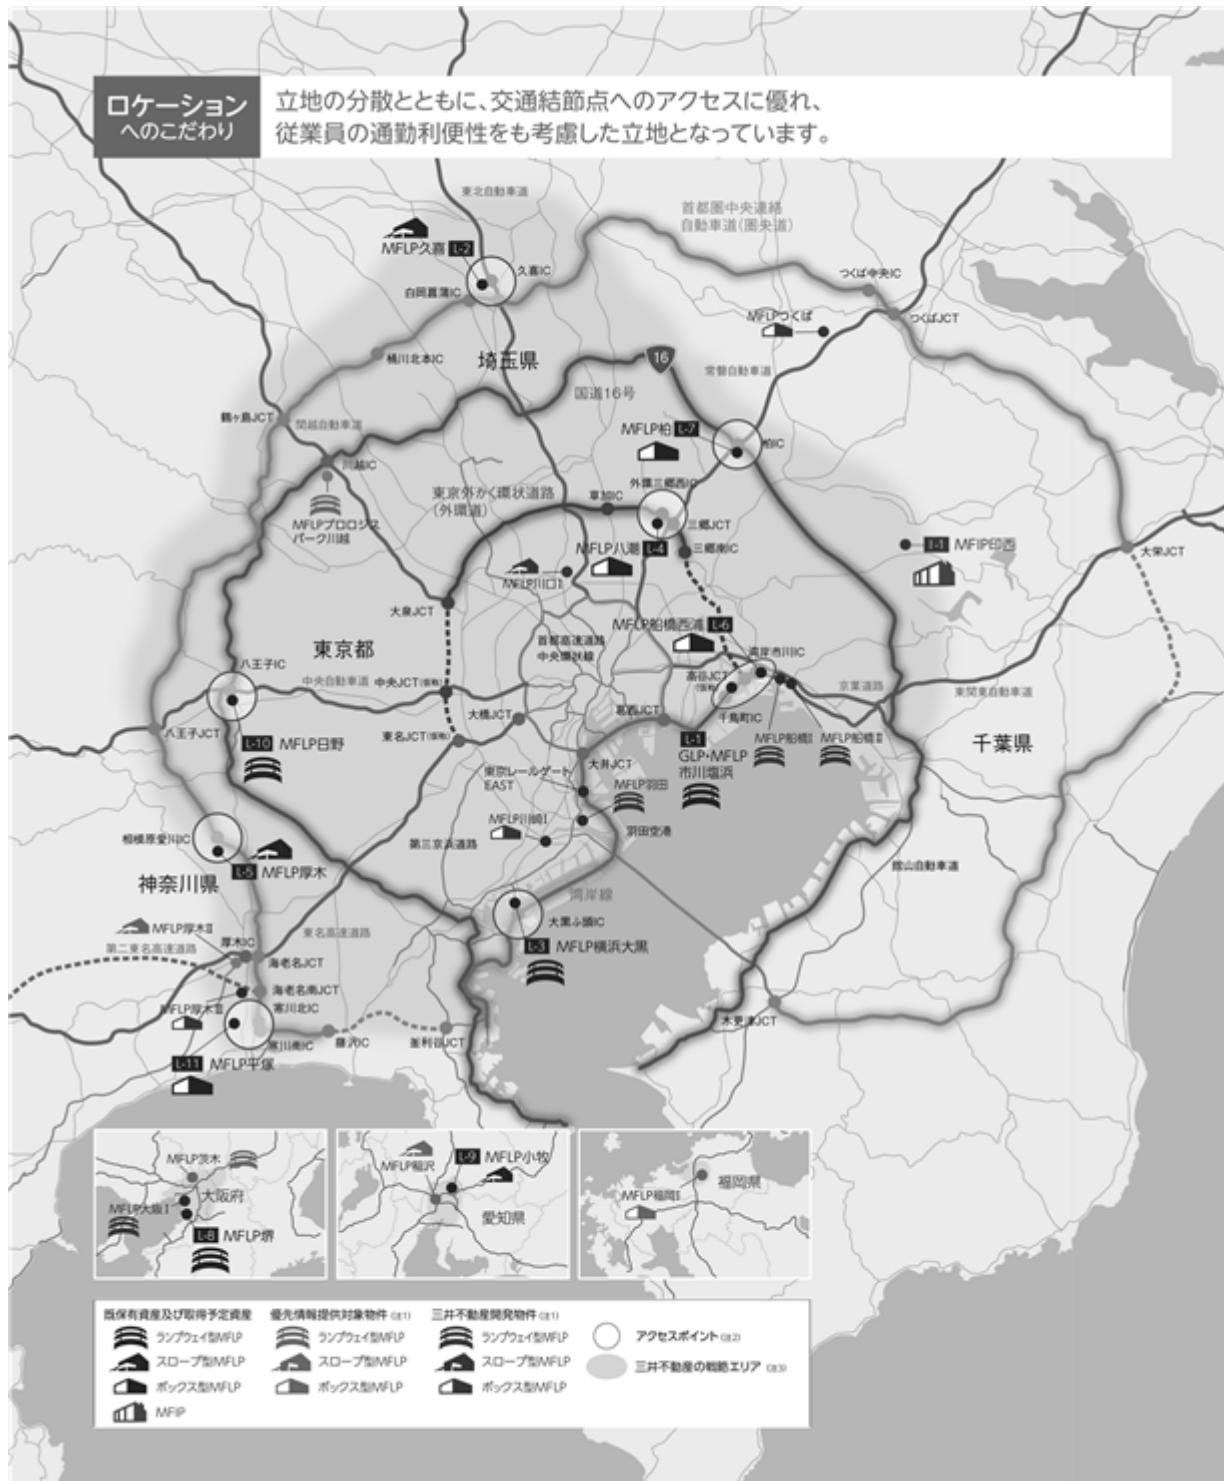 ロケーション
へのこだわり
立地の分散とともに、交通結節点へのアクセスに優れ、
従業員の通勤利便性をも考慮した立地となっています。
東北自動車道
首都圏中央連絡
自動車道(圏央道)
MFLP久喜 L-2
久喜IC
白岡菖蒲IC
つくば中央IC
つくばJCT
MFLPつくば
桶川北本IC
埼玉県
16
常磐自動車道
国道16号
鶴ヶ島JCT
関越自動車道
MFLP柏 L-7
柏IC
川越IC
外環三郷西IC
東京外かく環状道路
(外環道)
草加IC
MFLPプロロジス
パーク川越
三郷JCT
MFLP八潮 L-4
三郷南IC
L-1 MFIP印西
大栄JCT
MFLP川口I
大泉JCT
MFLP船橋西浦 L-6
首都高速道路
中央環状線
東京都
湾岸市川IC
八王子IC
中央自動車道
中央JCT(仮称)
高谷JCT
(仮称)
京葉道路
東関東自動車道
大橋JCT
葛西JCT
千鳥町IC
八王子JCT
東名JCT(仮称)
L-10 MFLP日野
L-1
GLP・MFLP
市川塩浜
MFLP船橋I
MFLP船橋II
千葉県
大井JCT
東京レールゲート
EAST
MFLP羽田
MFLP川崎I
羽田空港
相模原愛川IC
第三京浜道路
館山自動車道
L-5 MFLP厚木
神奈川県
湾岸線
大黒ふ頭IC
MFLP厚木II
東名高速道路
第二東名高速道路
厚木IC
L-3 MFLP横浜大黒
海老名JCT
海老名南JCT
MFLP厚木III
寒川北IC
木更津JCT
寒川南IC
藤沢IC
釜利谷JCT
L-11 MFLP平塚
MFLP茨木
大阪府
MFLP大阪I
L-8 MFLP堺
MFLP稲沢
L-9 MFLP小牧
愛知県
MFLP福岡I
福岡県
既保有資産及び取得予定資産
ランプウェイ型MFLP
スロープ型MFLP
ボックス型MFLP
MFIP
優先情報提供対象物件(注1)
ランプウェイ型MFLP
スロープ型MFLP
ボックス型MFLP
三井不動産開発物件(注1)
ランプウェイ型MFLP
スロープ型MFLP
ボックス型MFLP
アクセスポイント(注2)
三井不動産の戦略エリア(注3)